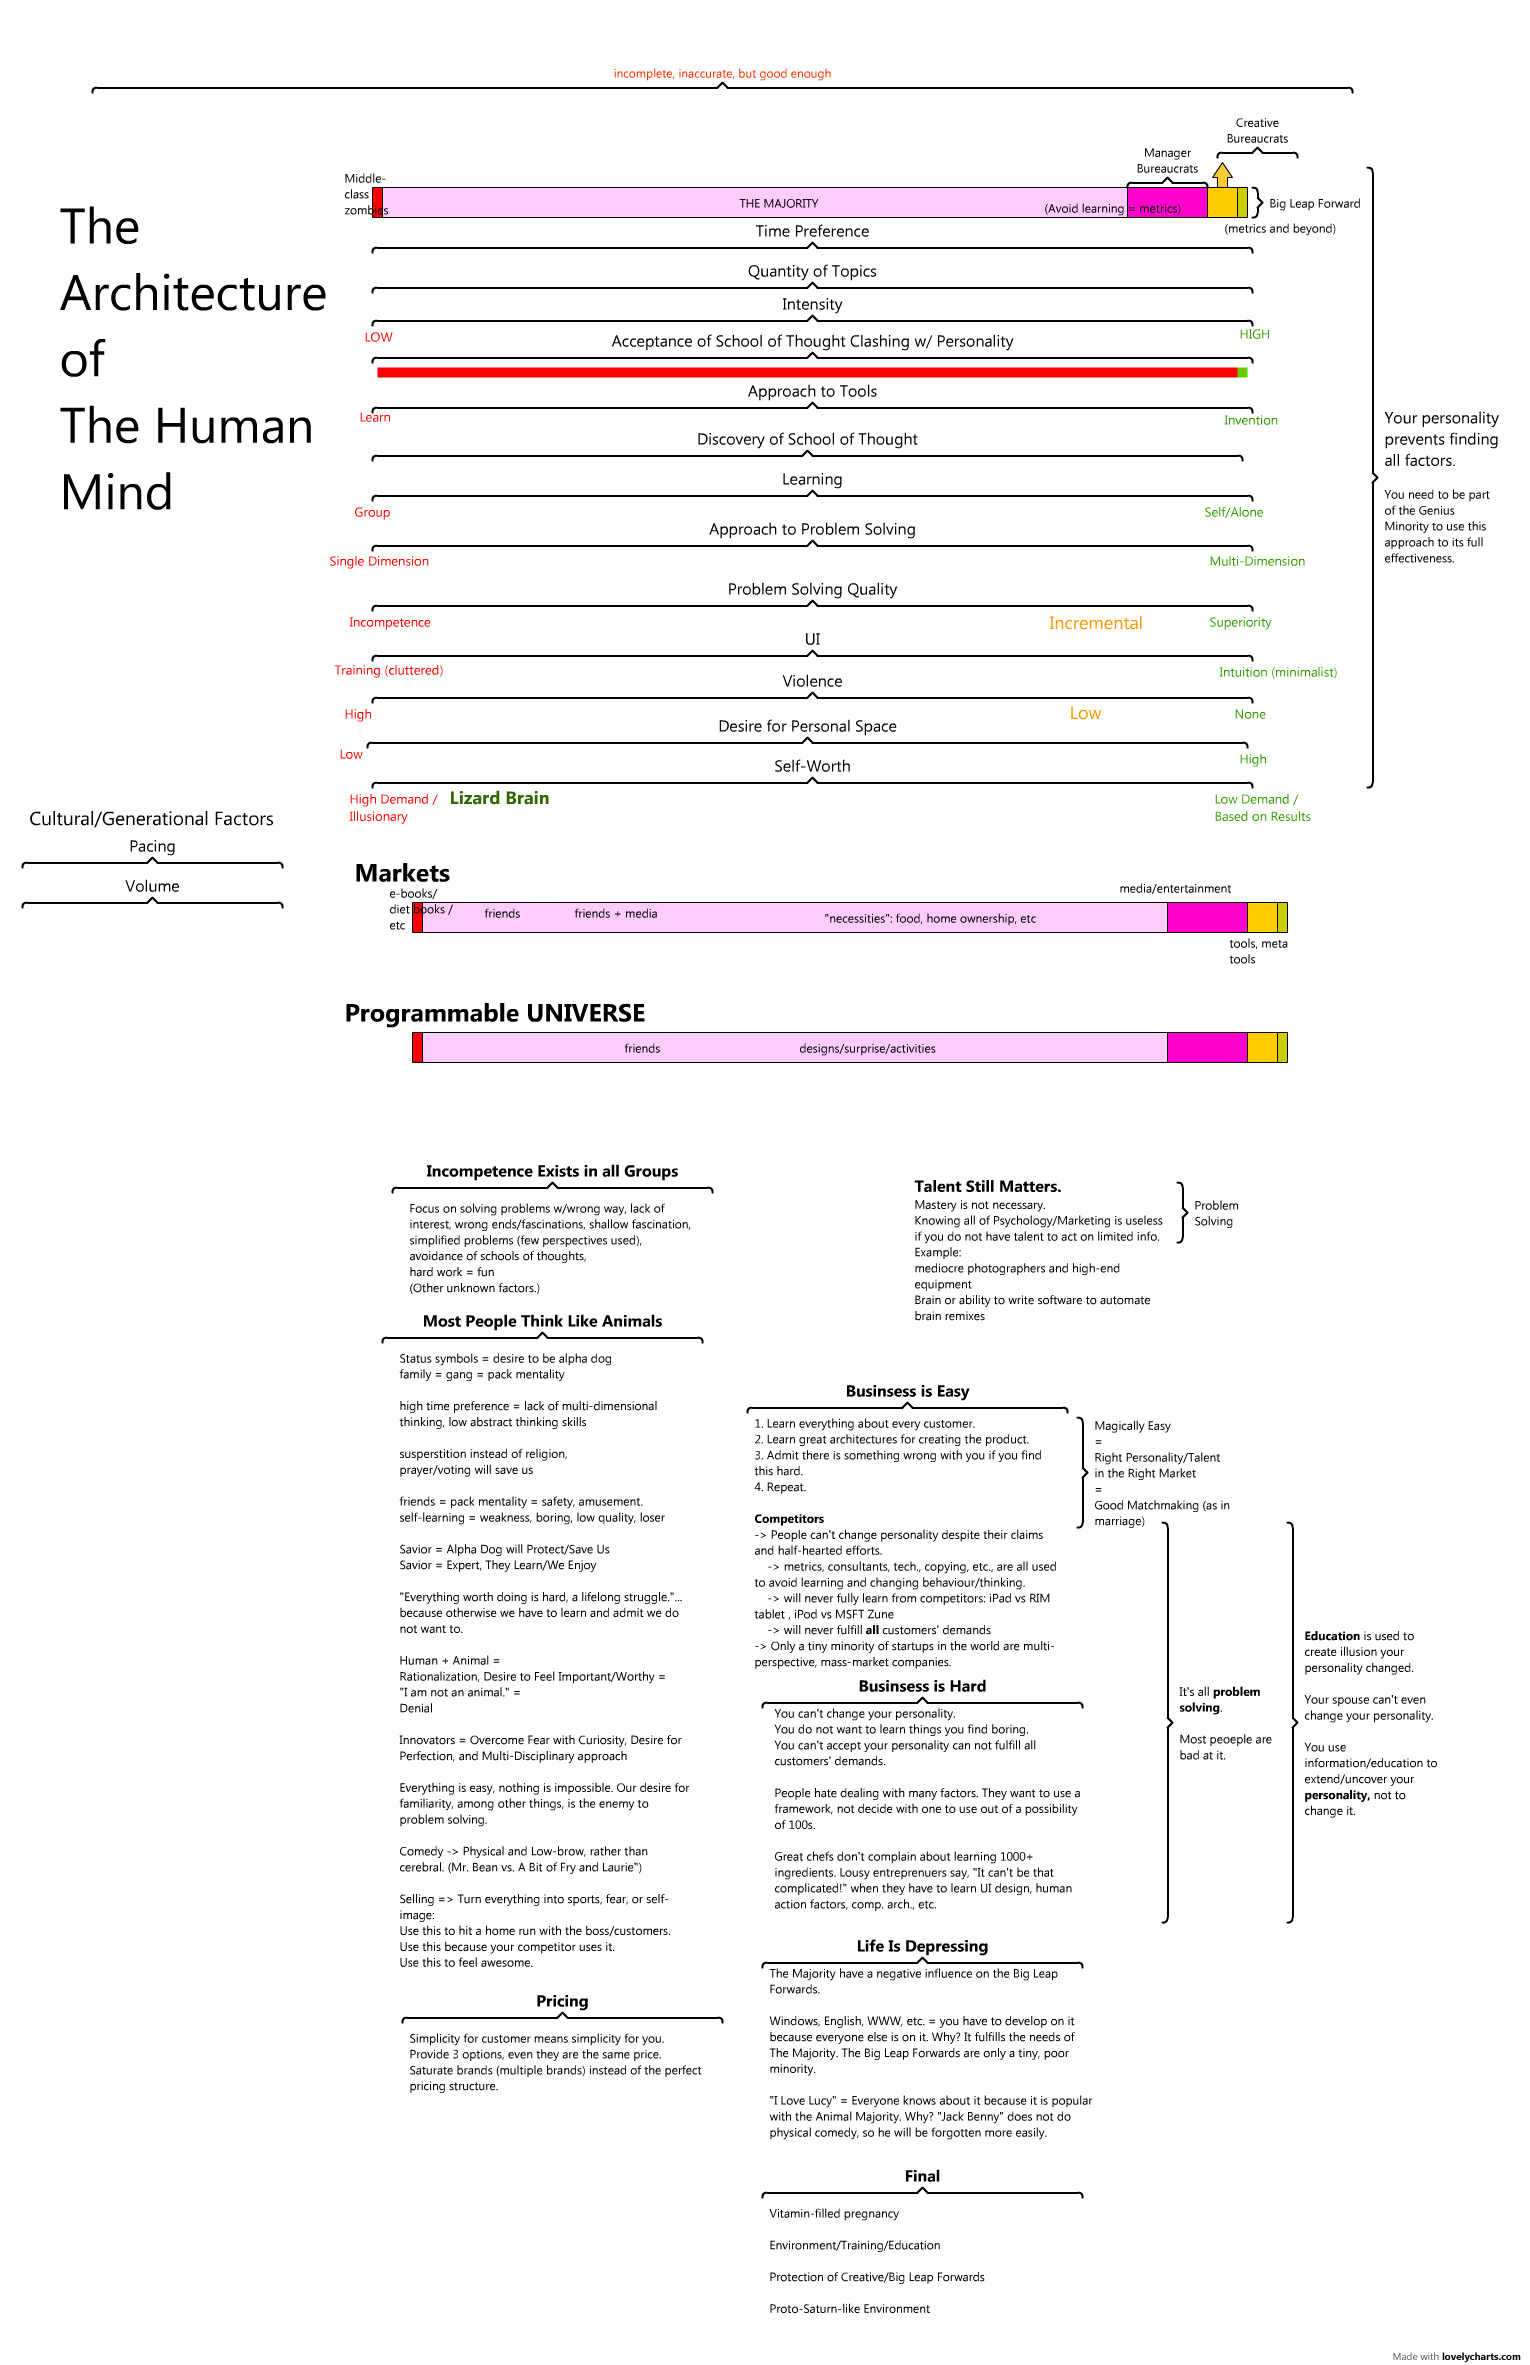 incomplete, inaccurate, but good enough
Creative
Bureaucrats
Manager
Bureaucrats
Middle-
class
zombies
THE MAJORITY
(Avoid learning = metrics)
Big Leap Forward
(metrics and beyond)
The
Architecture
of
The Human
Mind
Time Preference
Quantity of Topics
Intensity
LOW
HIGH
Acceptance of School of Thought Clashing w/ Personality
Approach to Tools
Learn
Invention
Discovery of School of Thought
Learning
Group
Self/Alone
Approach to Problem Solving
Single Dimension
Multi-Dimension
Problem Solving Quality
Incompetence
Incremental
Superiority
UI
Training (cluttered)
Intuition (minimalist)
Violence
High
Low
None
Desire for Personal Space
Low
High
Self-Worth
High Demand /
Illusionary
Lizard Brain
Low Demand /
Based on Results
Your personality
prevents finding
all factors.
You need to be part
of the Genius
Minority to use this
approach to its full
effectiveness.
Cultural/Generational Factors
Pacing
Volume
Markets
e-books/
diet books /
etc
friends
friends + media
"necessities": food, home ownership, etc
media/entertainment
tools, meta
tools
Programmable UNIVERSE
friends
designs/surprise/activities
Incompetence Exists in all Groups
Focus on solving problems w/wrong way, lack of
interest, wrong ends/fascinations, shallow fascination,
simplified problems (few perspectives used),
avoidance of schools of thoughts,
hard work = fun
(Other unknown factors.)
Talent Still Matters.
Mastery is not necessary.
Knowing all of Psychology/Marketing is useless
if you do not have talent to act on limited info.
Example:
mediocre photographers and high-end
equipment
Brain or ability to write software to automate
brain remixes
Problem
Solving
Most People Think Like Animals
Status symbols = desire to be alpha dog
family = gang = pack mentality
high time preference = lack of multi-dimensional
thinking, low abstract thinking skills
susperstition instead of religion,
prayer/voting will save us
friends = pack mentality = safety, amusement.
self-learning = weakness, boring, low quality, loser
Savior = Alpha Dog will Protect/Save Us
Savior = Expert, They Learn/We Enjoy
"Everything worth doing is hard, a lifelong struggle."...
because otherwise we have to learn and admit we do
not want to.
Human + Animal =
Rationalization, Desire to Feel Important/Worthy =
"I am not an animal." =
Denial
Innovators = Overcome Fear with Curiosity, Desire for
Perfection, and Multi-Disciplinary approach
Everything is easy, nothing is impossible. Our desire for
familiarity, among other things, is the enemy to
problem solving.
Comedy -> Physical and Low-brow, rather than
cerebral. (Mr. Bean vs. A Bit of Fry and Laurie")
Selling => Turn everything into sports, fear, or self-
image:
Use this to hit a home run with the boss/customers.
Use this because your competitor uses it.
Use this to feel awesome.
Pricing
Simplicity for customer means simplicity for you.
Provide 3 options, even they are the same price.
Saturate brands (multiple brands) instead of the perfect
pricing structure.
Businsess is Easy
1. Learn everything about every customer.
2. Learn great architectures for creating the product.
3. Admit there is something wrong with you if you find
this hard.
4. Repeat.
Magically Easy
=
Right Personality/Talent
in the Right Market
=
Good Matchmaking (as in
marriage)
Competitors
-> People can't change personality despite their claims
and half-hearted efforts.
-> metrics, consultants, tech., copying, etc., are all used
to avoid learning and changing behaviour/thinking.
-> will never fully learn from competitors: iPad vs RIM
tablet , iPod vs MSFT Zune
-> will never fulfill all customers' demands
-> Only a tiny minority of startups in the world are multi-
perspective, mass-market companies.
Businsess is Hard
You can't change your personality.
You do not want to learn things you find boring.
You can't accept your personality can not fulfill all
customers' demands.
People hate dealing with many factors. They want to use a
framework, not decide with one to use out of a possibility
of 100s.
Great chefs don't complain about learning 1000+
ingredients. Lousy entreprenuers say, "It can't be that
complicated!" when they have to learn UI design, human
action factors, comp. arch., etc.
It's all problem
solving.
Most peoeple are
bad at it.
Education is used to
create illusion your
personality changed.
Your spouse can't even
change your personality.
You use
information/education to
extend/uncover your
personality, not to
change it.
Life Is Depressing
The Majority have a negative influence on the Big Leap
Forwards.
Windows, English, WWW, etc. = you have to develop on it
because everyone else is on it. Why? It fulfills the needs of
The Majority. The Big Leap Forwards are only a tiny, poor
minority.
"I Love Lucy" = Everyone knows about it because it is popular
with the Animal Majority. Why? "Jack Benny" does not do
physical comedy, so he will be forgotten more easily.
Final
Vitamin-filled pregnancy
Environment/Training/Education
Protection of Creative/Big Leap Forwards
Proto-Saturn-like Environment
Made with lovelycharts.com